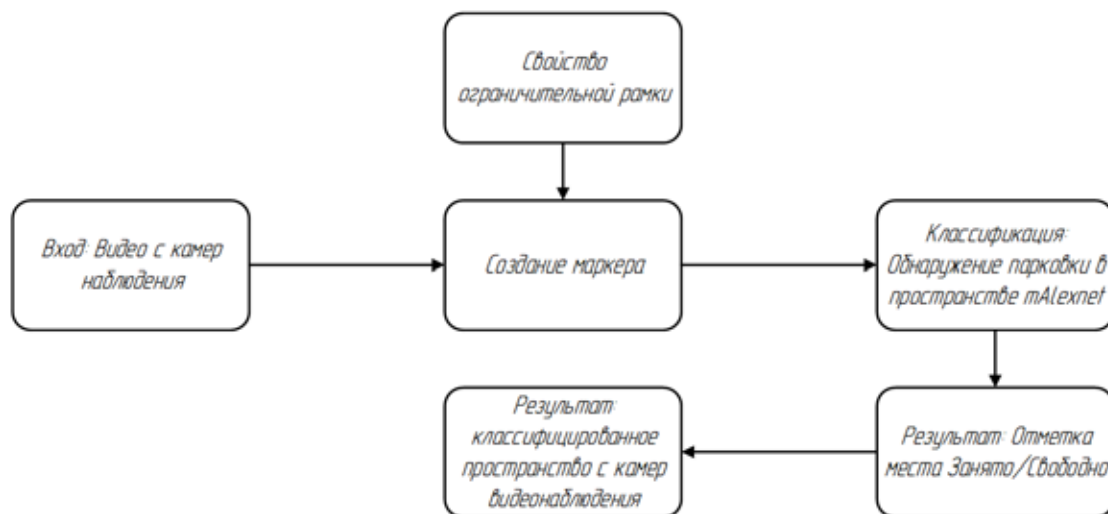 Свойство
ограничительной рамки
Вход: Видео с камер
наблюдения
Создание маркера
Классификация:
Обнаружение парковки в
пространстве mAlexnet
Результат: Отметка
места Занято/Свободно
Результат:
классифицированное
пространство с камер
видеонаблюдения